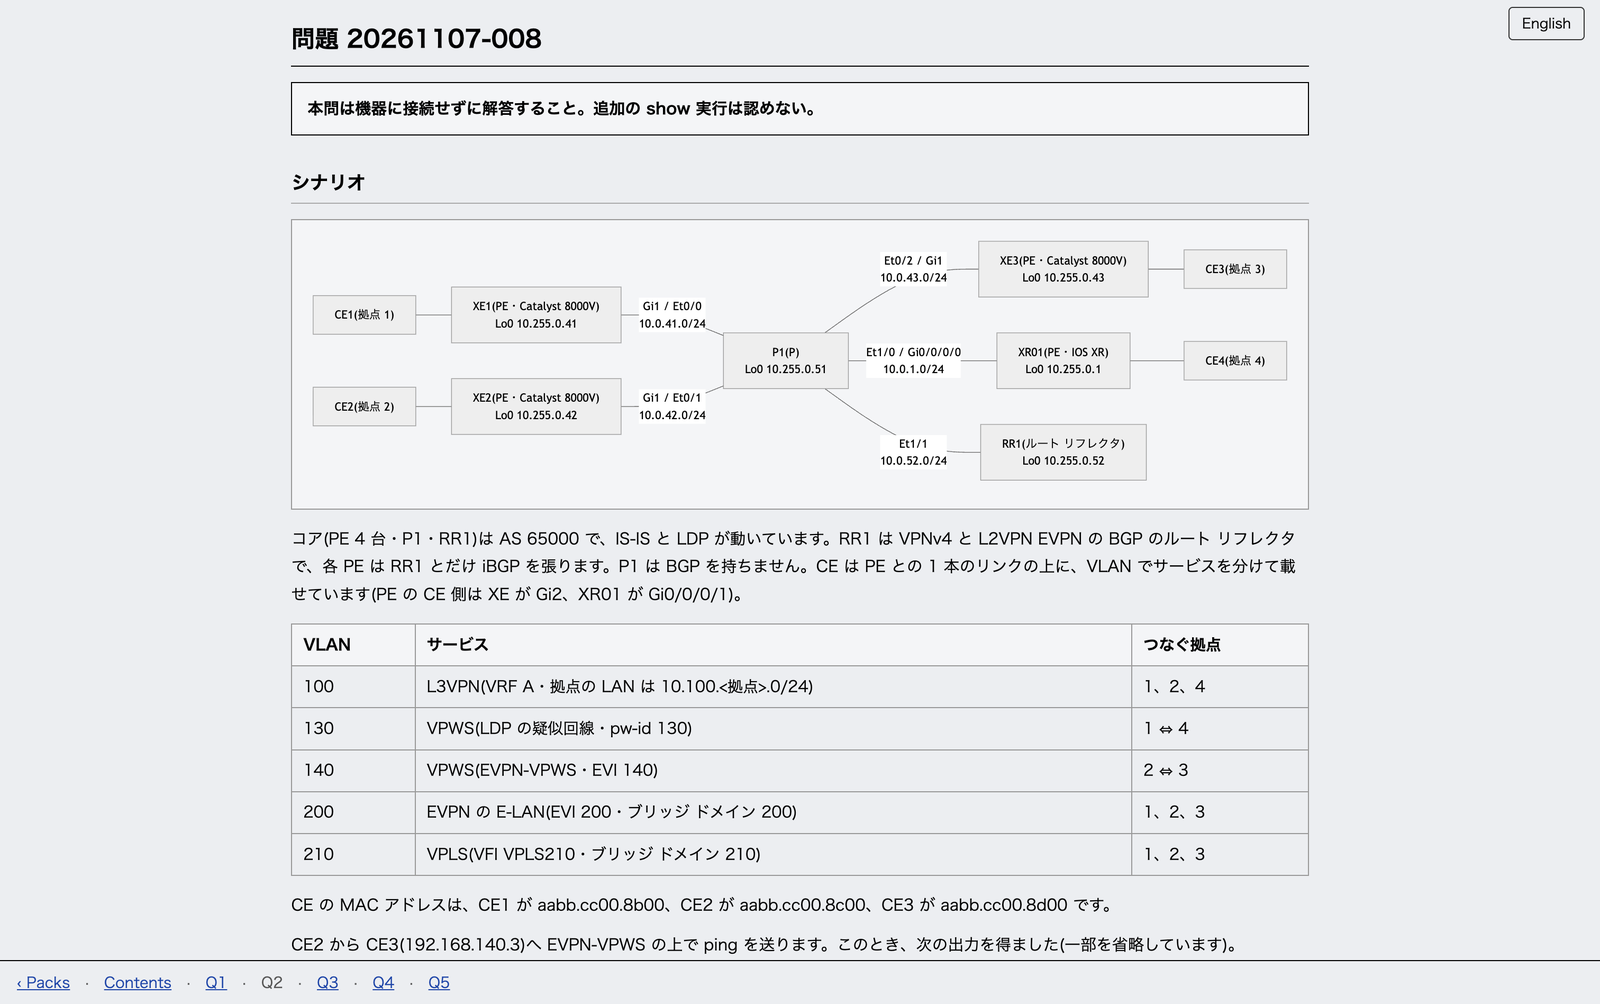 English
問題 20261107-008
本問は機器に接続せずに解答すること。追加の show 実行は認めない。
シナリオ
CE1(拠点 1)
XE1(PE・Catalyst 8000V)
Lo0 10.255.0.41
Gi1 / Et0/0
10.0.41.0/24
CE2(拠点 2)
XE2(PE・Catalyst 8000V)
Lo0 10.255.0.42
Gi1 / Et0/1
10.0.42.0/24
P1(P)
Lo0 10.255.0.51
Et0/2 / Gi1
10.0.43.0/24
XE3(PE・Catalyst 8000V)
Lo0 10.255.0.43
CE3(拠点 3)
Et1/0 / Gi0/0/0/0
10.0.1.0/24
XR01(PE・IOS XR)
Lo0 10.255.0.1
CE4(拠点 4)
Et1/1
10.0.52.0/24
RR1(ルート リフレクタ)
Lo0 10.255.0.52
コア(PE 4 台・P1・RR1)は AS 65000 で、IS-IS と LDP が動いています。RR1 は VPNv4 と L2VPN EVPN の BGP のルート リフレクタ
で、各 PE は RR1 とだけ iBGP を張ります。P1 は BGP を持ちません。CE は PE との 1 本のリンクの上に、VLAN でサービスを分けて載
せています(PE の CE 側は XE が Gi2、XR01 が Gi0/0/0/1)。
VLAN サービス つなぐ拠点
100 L3VPN(VRF A・拠点の LAN は 10.100.<拠点>.0/24) 1、2、4
130 VPWS(LDP の疑似回線・pw-id 130) 1 ⇔ 4
140 VPWS(EVPN-VPWS・EVI 140) 2 ⇔ 3
200 EVPN の E-LAN(EVI 200・ブリッジ ドメイン 200) 1、2、3
210 VPLS(VFI VPLS210・ブリッジ ドメイン 210) 1、2、3
CE の MAC アドレスは、CE1 が aabb.cc00.8b00、CE2 が aabb.cc00.8c00、CE3 が aabb.cc00.8d00 です。
CE2 から CE3(192.168.140.3)へ EVPN-VPWS の上で ping を送ります。このとき、次の出力を得ました(一部を省略しています)。
‹ Packs · Contents · Q1 · Q2 · Q3 · Q4 · Q5